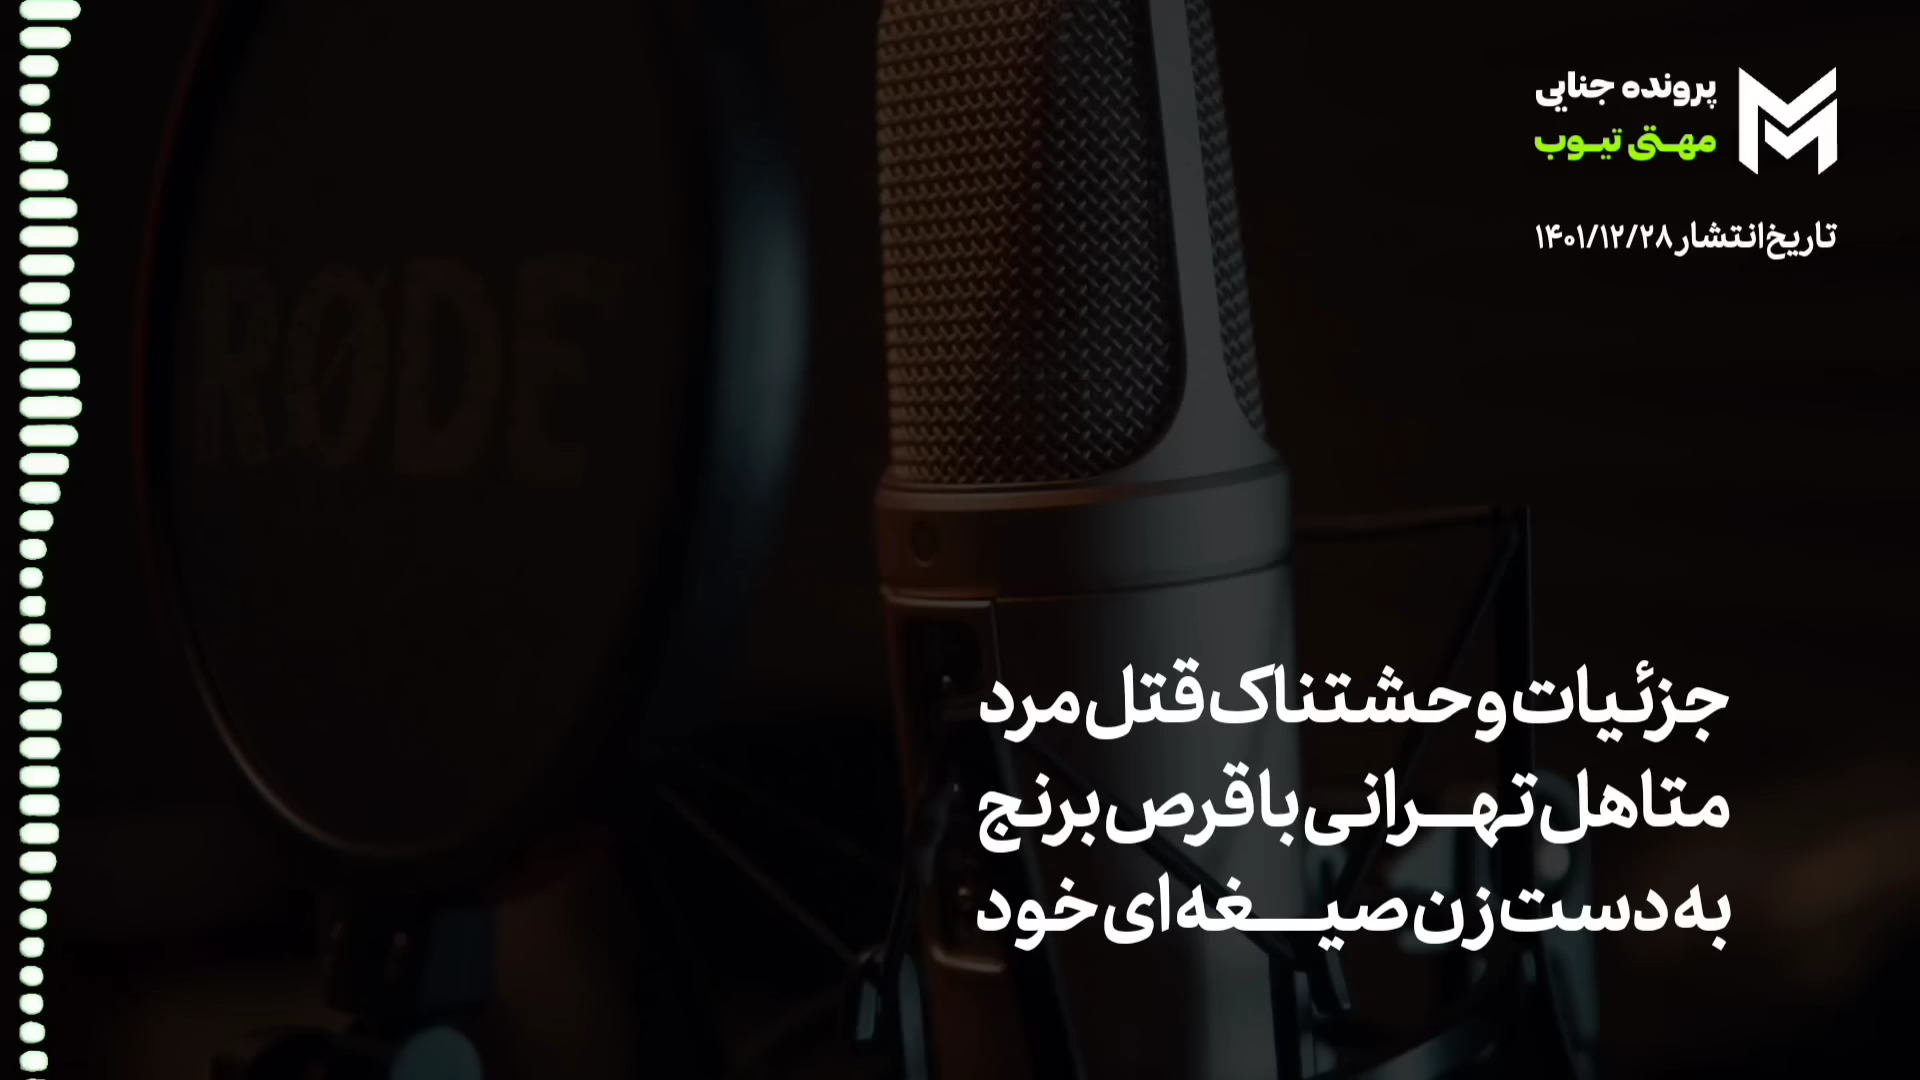 پرونده جنایی
مهتی تیوب
تاریخ انتشار ۱۴۰۱/۱۲/۲۸
RØDE
جزئیات وحشتناک قتل مرد
متاهل تهرانی با قرص برنج
به دست زن صیغه‌ای خود